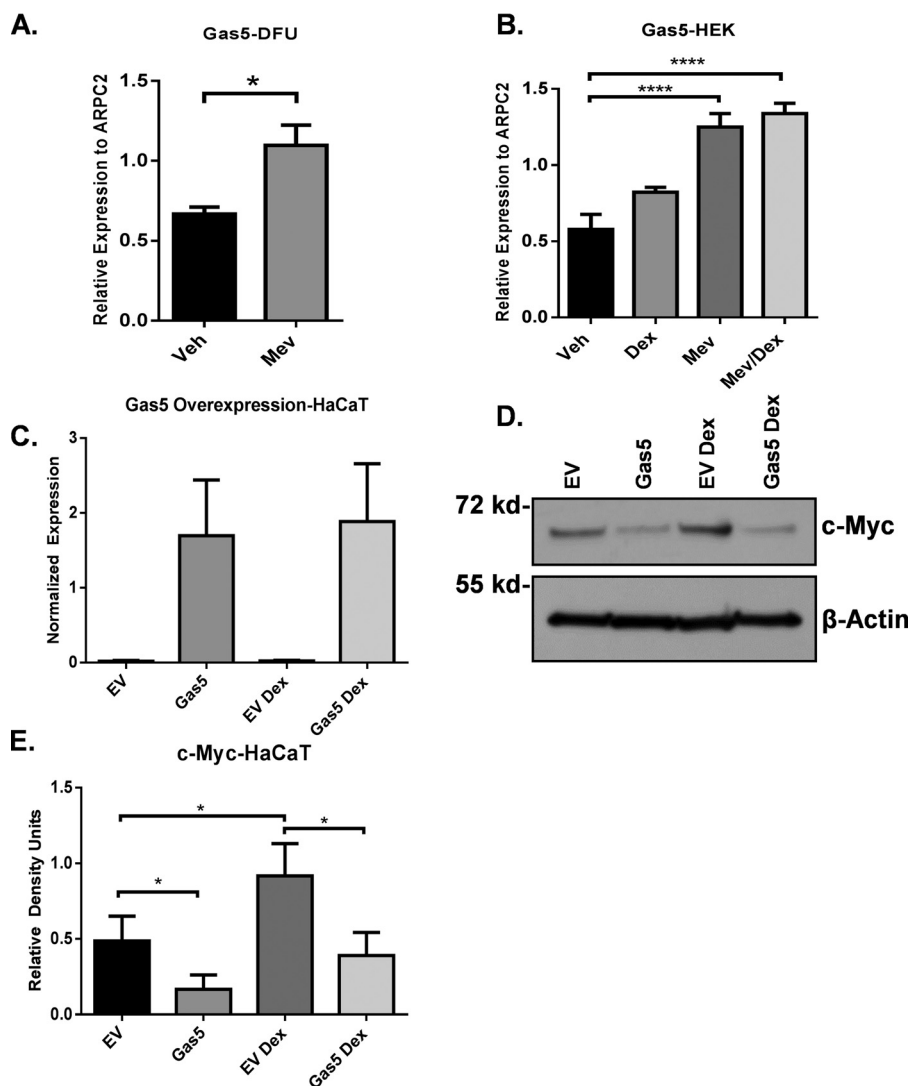 A.
Gas5-DFU
Relative Expression to ARPC2
1.5
1.0
0.5
0.0
*
Veh
Mev
B.
Gas5-HEK
Relative Expression to ARPC2
1.5
1.0
0.5
0.0
****
****
Veh
Dex
Mev
Mev/Dex
C.
Gas5 Overexpression-HaCaT
Normalized Expression
3
2
1
0
EV
Gas5
EV Dex
Gas5 Dex
D.
EV
Gas5
EV Dex
Gas5 Dex
72 kd-
c-Myc
55 kd-
β-Actin
E.
c-Myc-HaCaT
Relative Density Units
1.5
1.0
0.5
0.0
*
*
*
EV
Gas5
EV Dex
Gas5 Dex